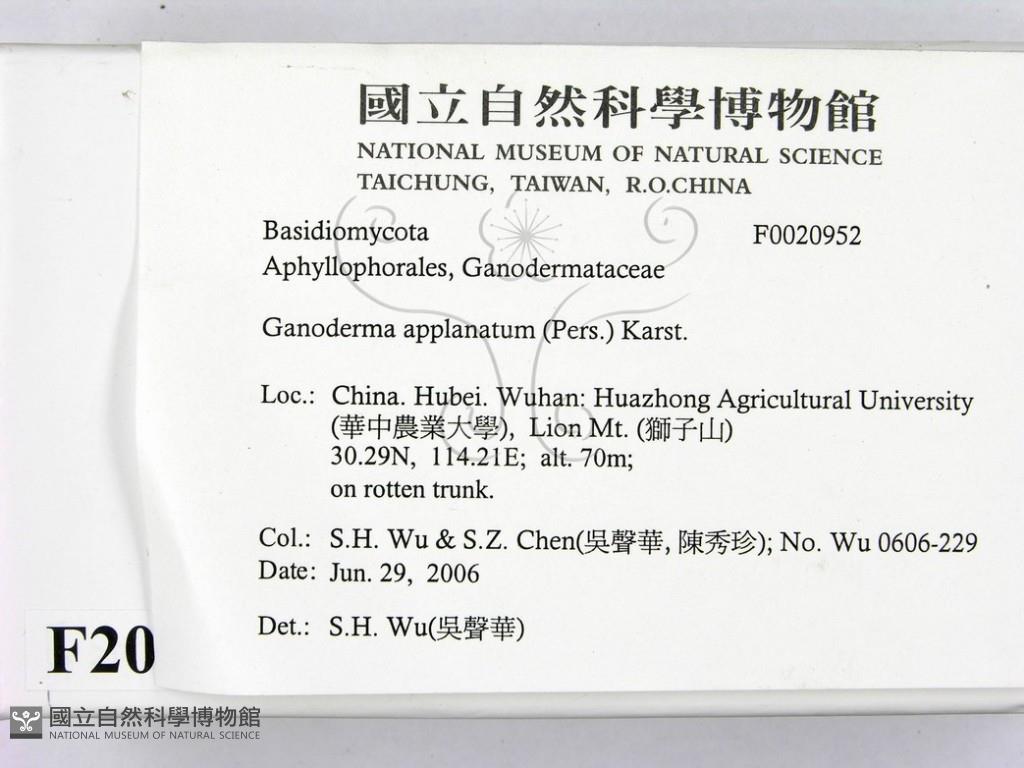 國立自然科學博物館
NATIONAL MUSEUM OF NATURAL SCIENCE
TAICHUNG, TAIWAN, R.O.CHINA
Basidiomycota F0020952
Aphyllophorales, Ganodermataceae
Ganoderma applanatum (Pers.) Karst.
Loc.: China. Hubei. Wuhan: Huazhong Agricultural University
(華中農業大學), Lion Mt. (獅子山)
30.29N, 114.21E; alt. 70m;
on rotten trunk.
Col.: S.H. Wu & S.Z. Chen(吳聲華, 陳秀珍); No. Wu 0606-229
Date: Jun. 29, 2006
Det.: S.H. Wu(吳聲華)
F20
國立自然科學博物館
NATIONAL MUSEUM OF NATURAL SCIENCE